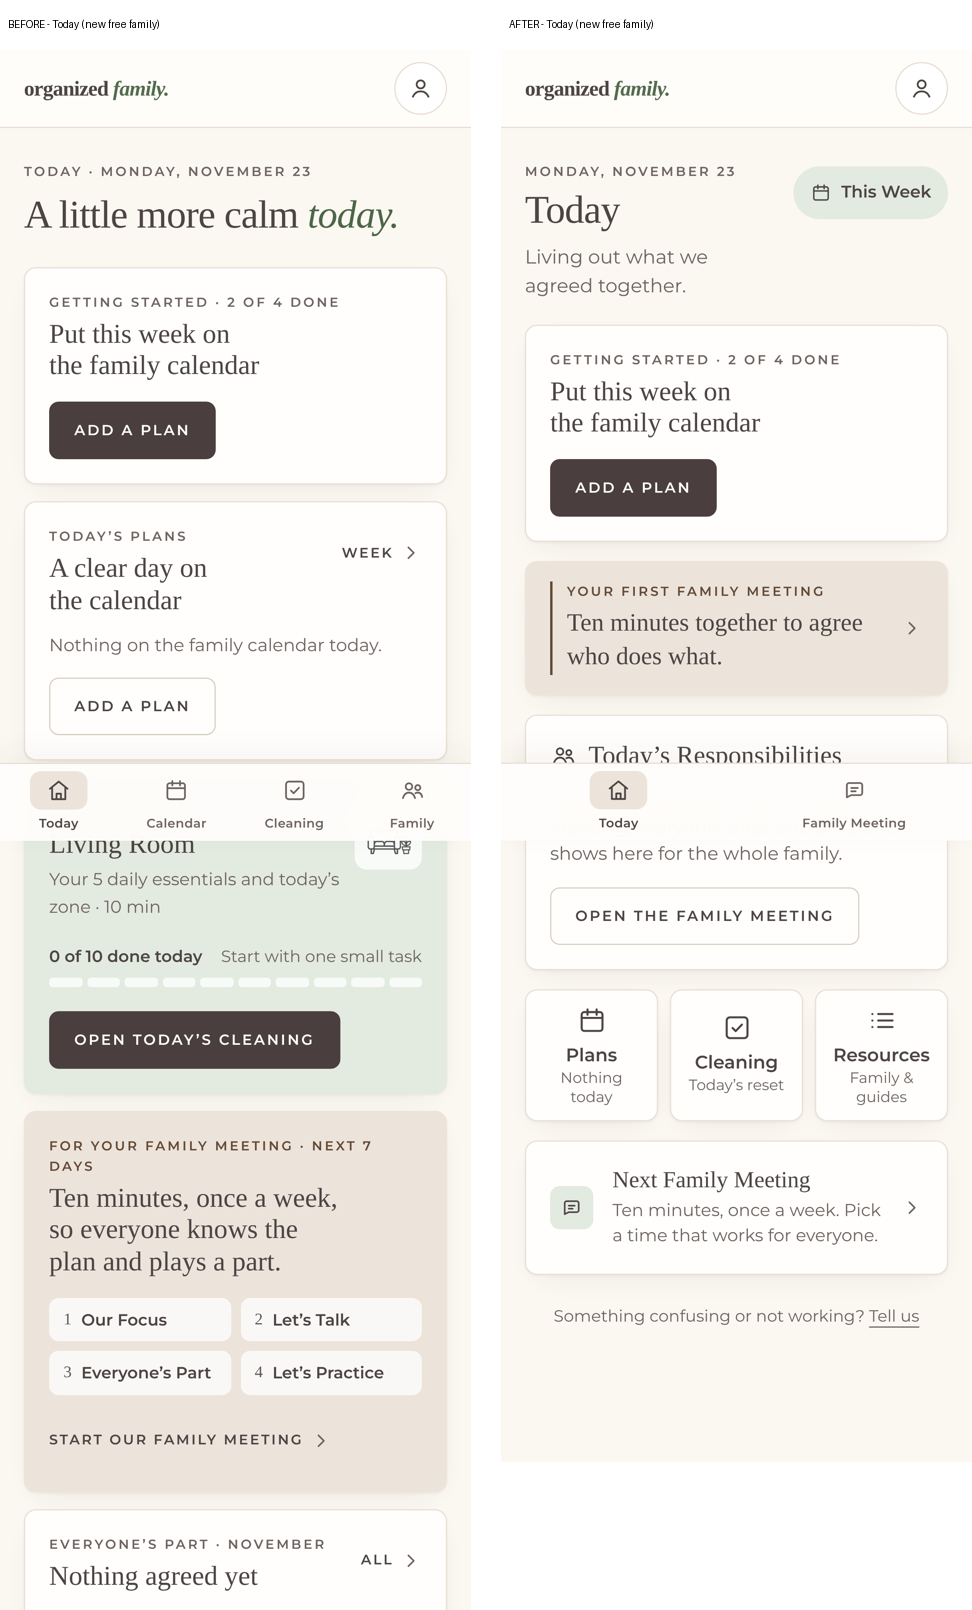 BEFORE - Today (new free family)
organized family.
TODAY · MONDAY, NOVEMBER 23
A little more calm today.
GETTING STARTED · 2 OF 4 DONE
Put this week on
the family calendar
ADD A PLAN
TODAY’S PLANS
WEEK
A clear day on
the calendar
Nothing on the family calendar today.
ADD A PLAN
Today
Calendar
Cleaning
Family
Living Room
Your 5 daily essentials and today’s
zone · 10 min
0 of 10 done today
Start with one small task
OPEN TODAY’S CLEANING
FOR YOUR FAMILY MEETING · NEXT 7
DAYS
Ten minutes, once a week,
so everyone knows the
plan and plays a part.
1 Our Focus
2 Let’s Talk
3 Everyone’s Part
4 Let’s Practice
START OUR FAMILY MEETING
EVERYONE’S PART · NOVEMBER
ALL
Nothing agreed yet
AFTER - Today (new free family)
organized family.
MONDAY, NOVEMBER 23
Today
This Week
Living out what we
agreed together.
GETTING STARTED · 2 OF 4 DONE
Put this week on
the family calendar
ADD A PLAN
YOUR FIRST FAMILY MEETING
Ten minutes together to agree
who does what.
Today’s Responsibilities
Today
Family Meeting
shows here for the whole family.
OPEN THE FAMILY MEETING
Plans
Nothing
today
Cleaning
Today’s reset
Resources
Family &
guides
Next Family Meeting
Ten minutes, once a week. Pick
a time that works for everyone.
Something confusing or not working? Tell us